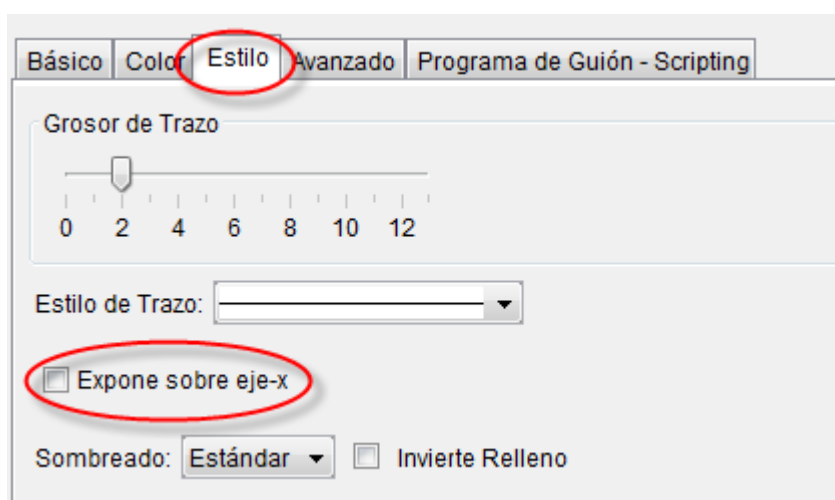 Básico Color Estilo Avanzado Programa de Guión - Scripting
Grosor de Trazo
0 2 4 6 8 10 12
Estilo de Trazo:
Expone sobre eje-x
Sombreado: Estándar Invierte Relleno